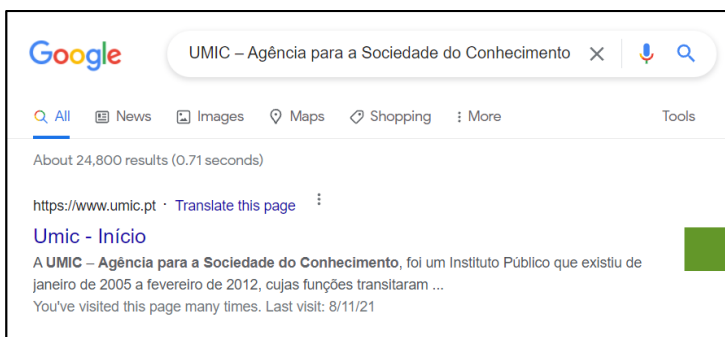 Google
UMIC – Agência para a Sociedade do Conhecimento
All News Images Maps Shopping More Tools
About 24,800 results (0.71 seconds)
https://www.umic.pt · Translate this page
Umic - Início
A UMIC – Agência para a Sociedade do Conhecimento, foi um Instituto Público que existiu de
janeiro de 2005 a fevereiro de 2012, cujas funções transitaram ...
You've visited this page many times. Last visit: 8/11/21